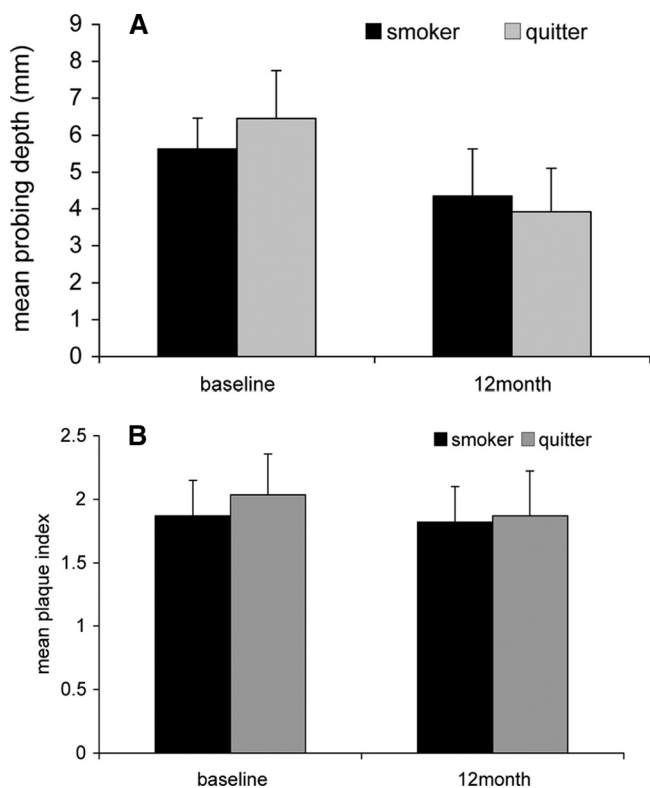 A
smoker quitter
mean probing depth (mm)
9
8
7
6
5
4
3
2
1
0
baseline 12month
B
smoker quitter
mean plaque index
2.5
2
1.5
1
0.5
0
baseline 12month